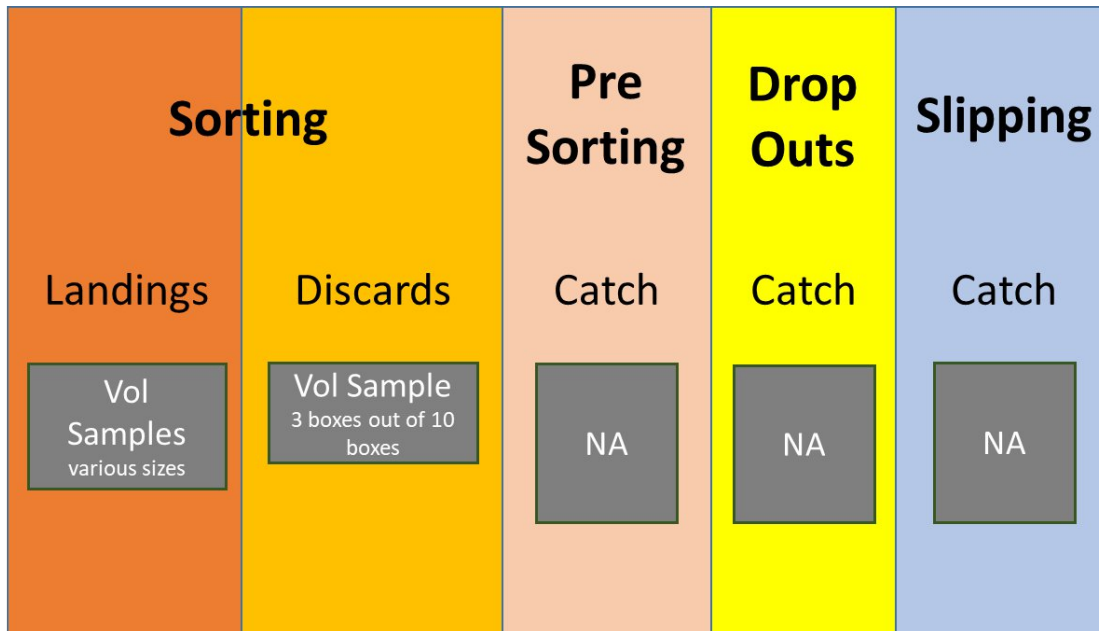 Sorting
Pre
Sorting
Drop
Outs
Slipping
Landings
Discards
Catch
Catch
Catch
Vol
Samples
various sizes
Vol Sample
3 boxes out of 10
boxes
NA
NA
NA